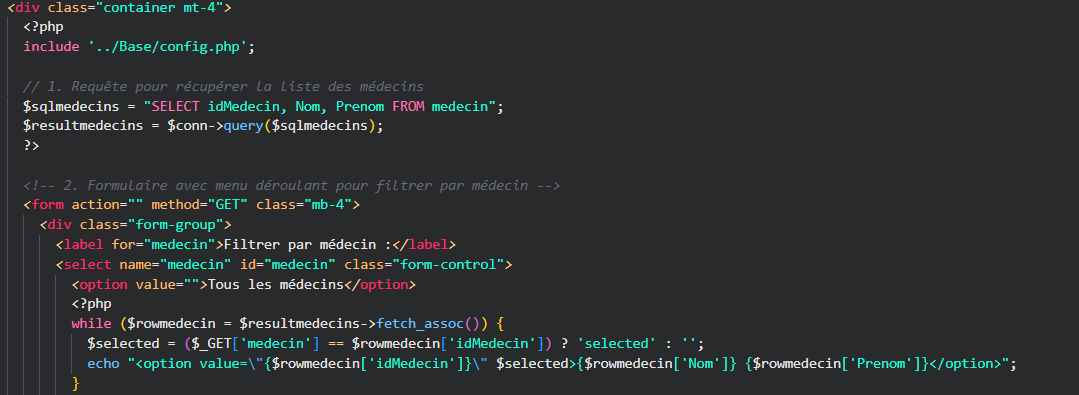 <div class="container mt-4">
<?php
include '../Base/config.php';
// 1. Requête pour récupérer la liste des médecins
$sqlmedecins = "SELECT idMedecin, Nom, Prenom FROM medecin";
$resultmedecins = $conn->query($sqlmedecins);
?>
<!-- 2. Formulaire avec menu déroulant pour filtrer par médecin -->
<form action="" method="GET" class="mb-4">
<div class="form-group">
<label for="medecin">Filtrer par médecin :</label>
<select name="medecin" id="medecin" class="form-control">
<option value="">Tous les médecins</option>
<?php
while ($rowmedecin = $resultmedecins->fetch_assoc()) {
$selected = ($_GET['medecin'] == $rowmedecin['idMedecin']) ? 'selected' : '';
echo "<option value=\"{$rowmedecin['idMedecin']}\" $selected>{$rowmedecin['Nom']} {$rowmedecin['Prenom']}</option>";
}